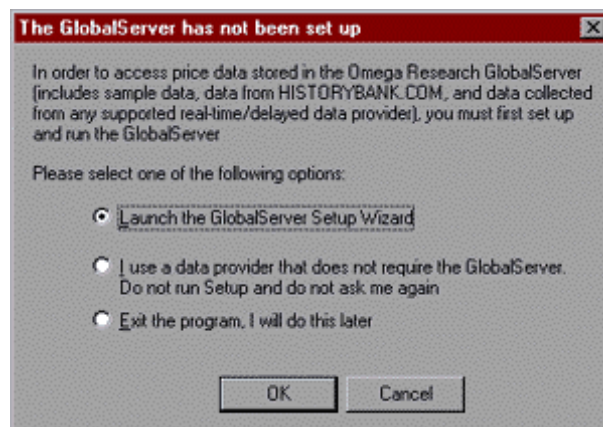 The GlobalServer has not been set up
In order to access price data stored in the Omega Research GlobalServer
(includes sample data, data from HISTORYBANK.COM, and data collected
from any supported real-time/delayed data provider), you must first set up
and run the GlobalServer
Please select one of the following options:
Launch the GlobalServer Setup Wizard
I use a data provider that does not require the GlobalServer.
Do not run Setup and do not ask me again
Exit the program, I will do this later
OK Cancel